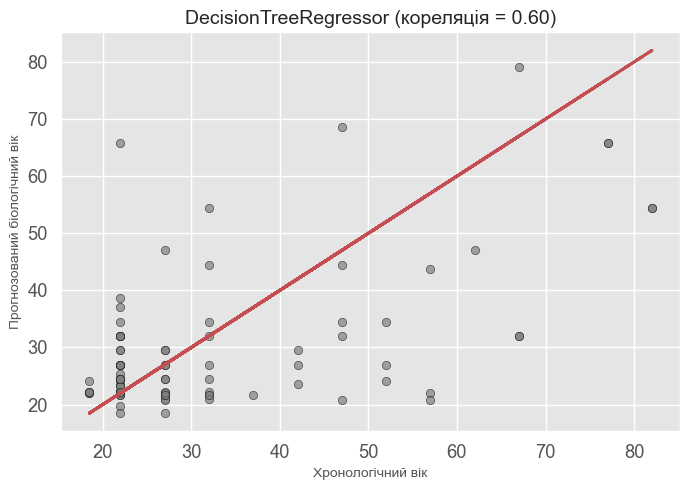 DecisionTreeRegressor (кореляція = 0.60)
80
70
60
50
40
30
20
Прогнозований біологічний вік
20 30 40 50 60 70 80
Хронологічний вік